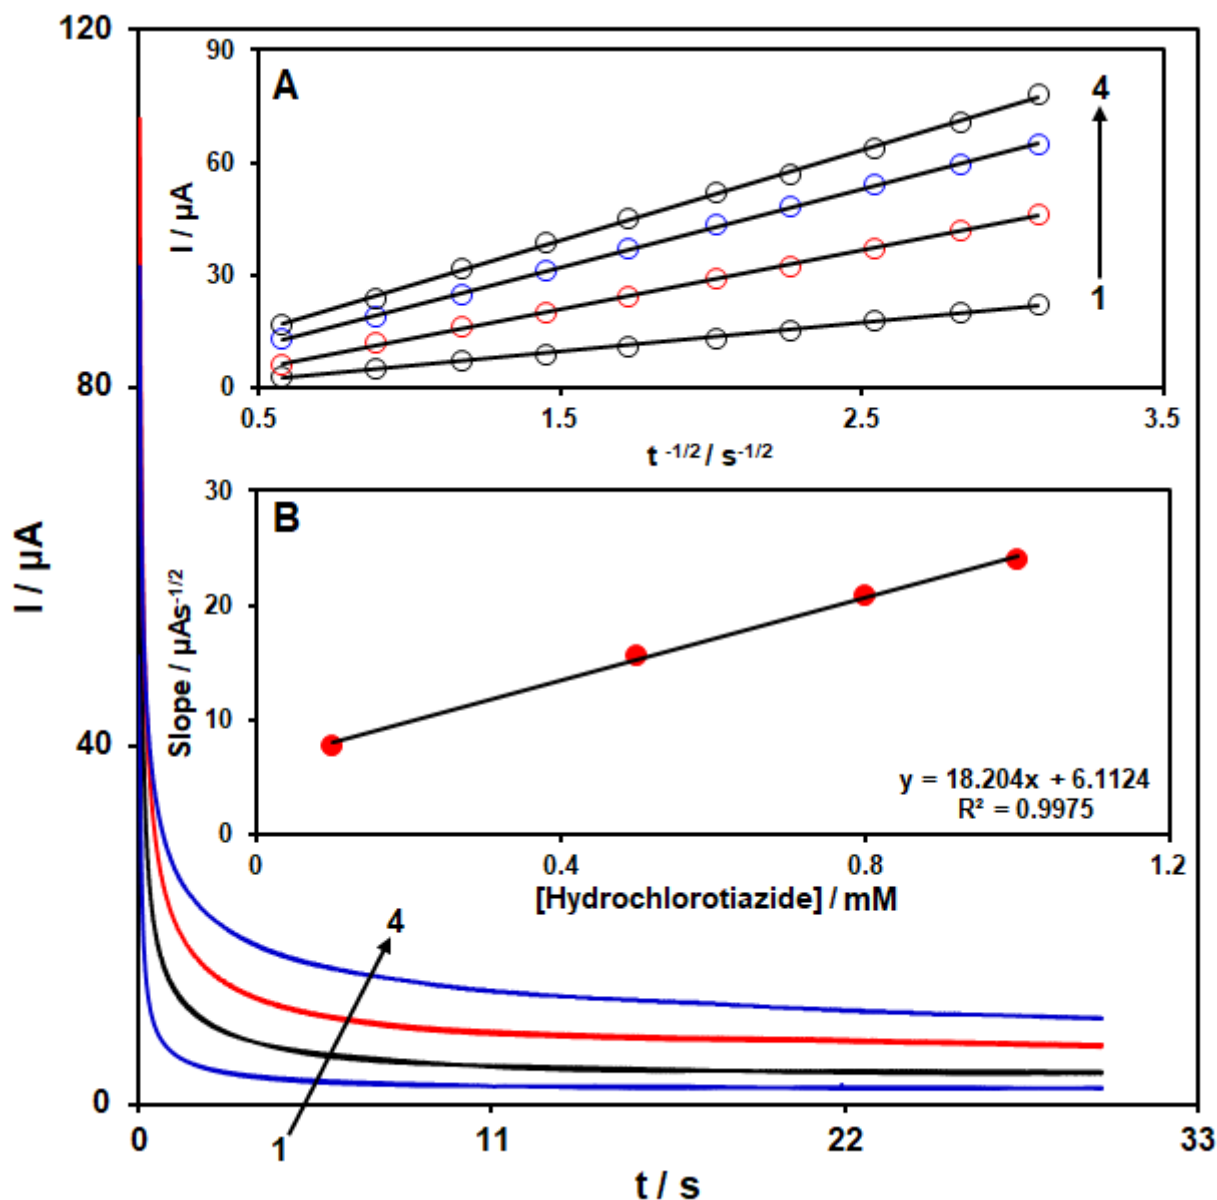 120
80
40
0
I / µA
0
11
22
33
t / s
1
4
A
90
60
30
0
I / µA
0.5
1.5
2.5
3.5
t -1/2 / s-1/2
4
1
B
30
20
10
0
Slope / µAs-1/2
0
0.4
0.8
1.2
[Hydrochlorotiazide] / mM
y = 18.204x + 6.1124
R² = 0.9975